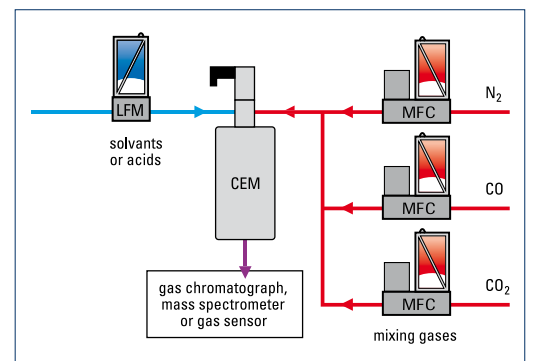 LFM
solvants
or acids
CEM
gas chromatograph,
mass spectrometer
or gas sensor
N₂
MFC
CO
MFC
CO₂
MFC
mixing gases